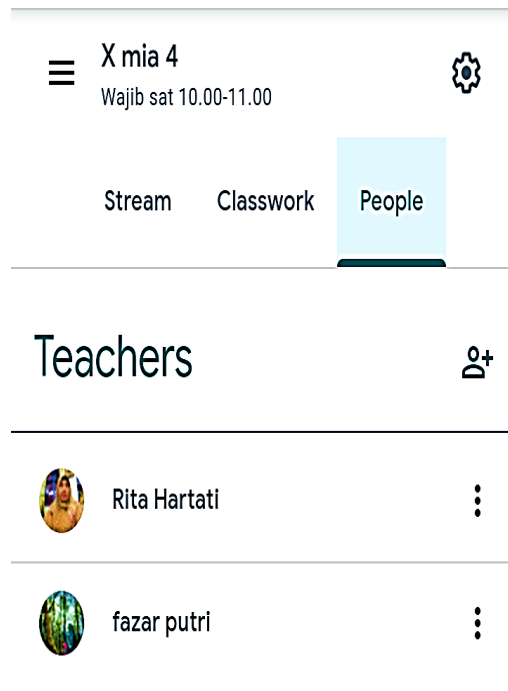 X mia 4
Wajib sat 10.00-11.00
Stream Classwork People
Teachers
Rita Hartati
fazar putri